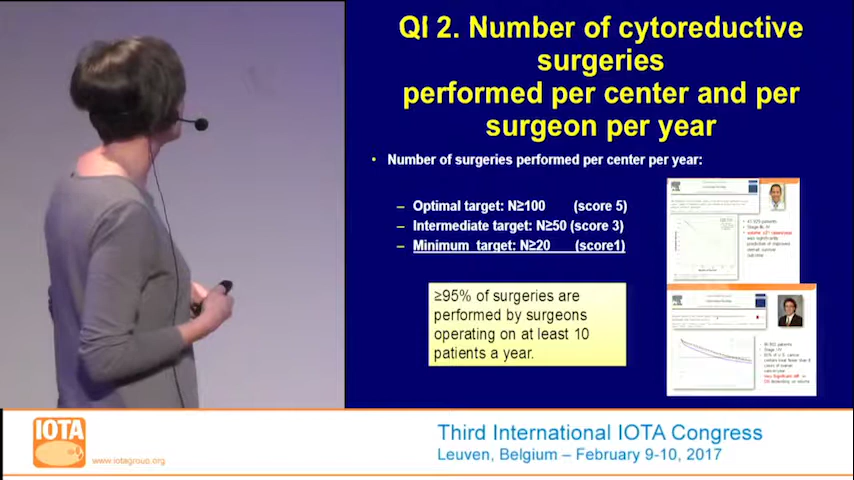 QI 2. Number of cytoreductive
surgeries
performed per center and per
surgeon per year
• Number of surgeries performed per center per year:
– Optimal target: N≥100 (score 5)
– Intermediate target: N≥50 (score 3)
– Minimum target: N≥20 (score1)
≥95% of surgeries are
performed by surgeons
operating on at least 10
patients a year.
IOTA
www.iotagroup.org
Third International IOTA Congress
Leuven, Belgium – February 9-10, 2017